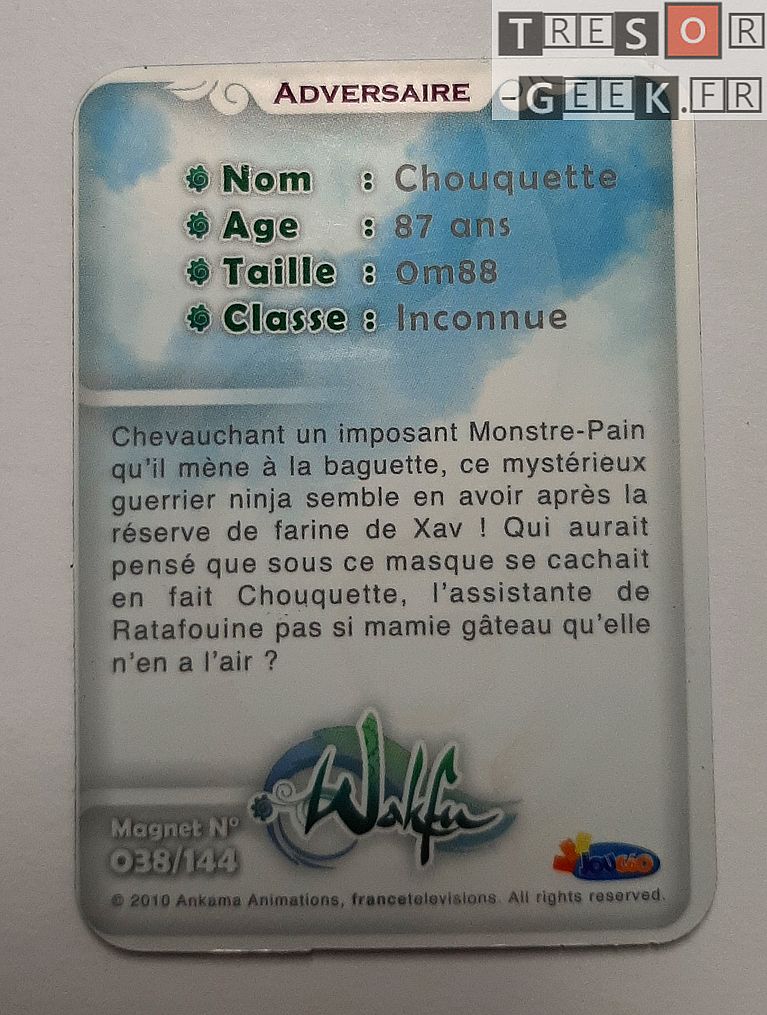 TRESOR
GEEK.FR
ADVERSAIRE
Nom : Chouquette
Age : 87 ans
Taille : 0m88
Classe : Inconnue
Chevauchant un imposant Monstre-Pain
qu'il mène à la baguette, ce mystérieux
guerrier ninja semble en avoir après la
réserve de farine de Xav ! Qui aurait
pensé que sous ce masque se cachait
en fait Chouquette, l'assistante de
Ratafouine pas si mamie gâteau qu'elle
n'en a l'air ?
Wakfu
Magnet N°
038/144
© 2010 Ankama Animations, francetelevisions. All rights reserved.